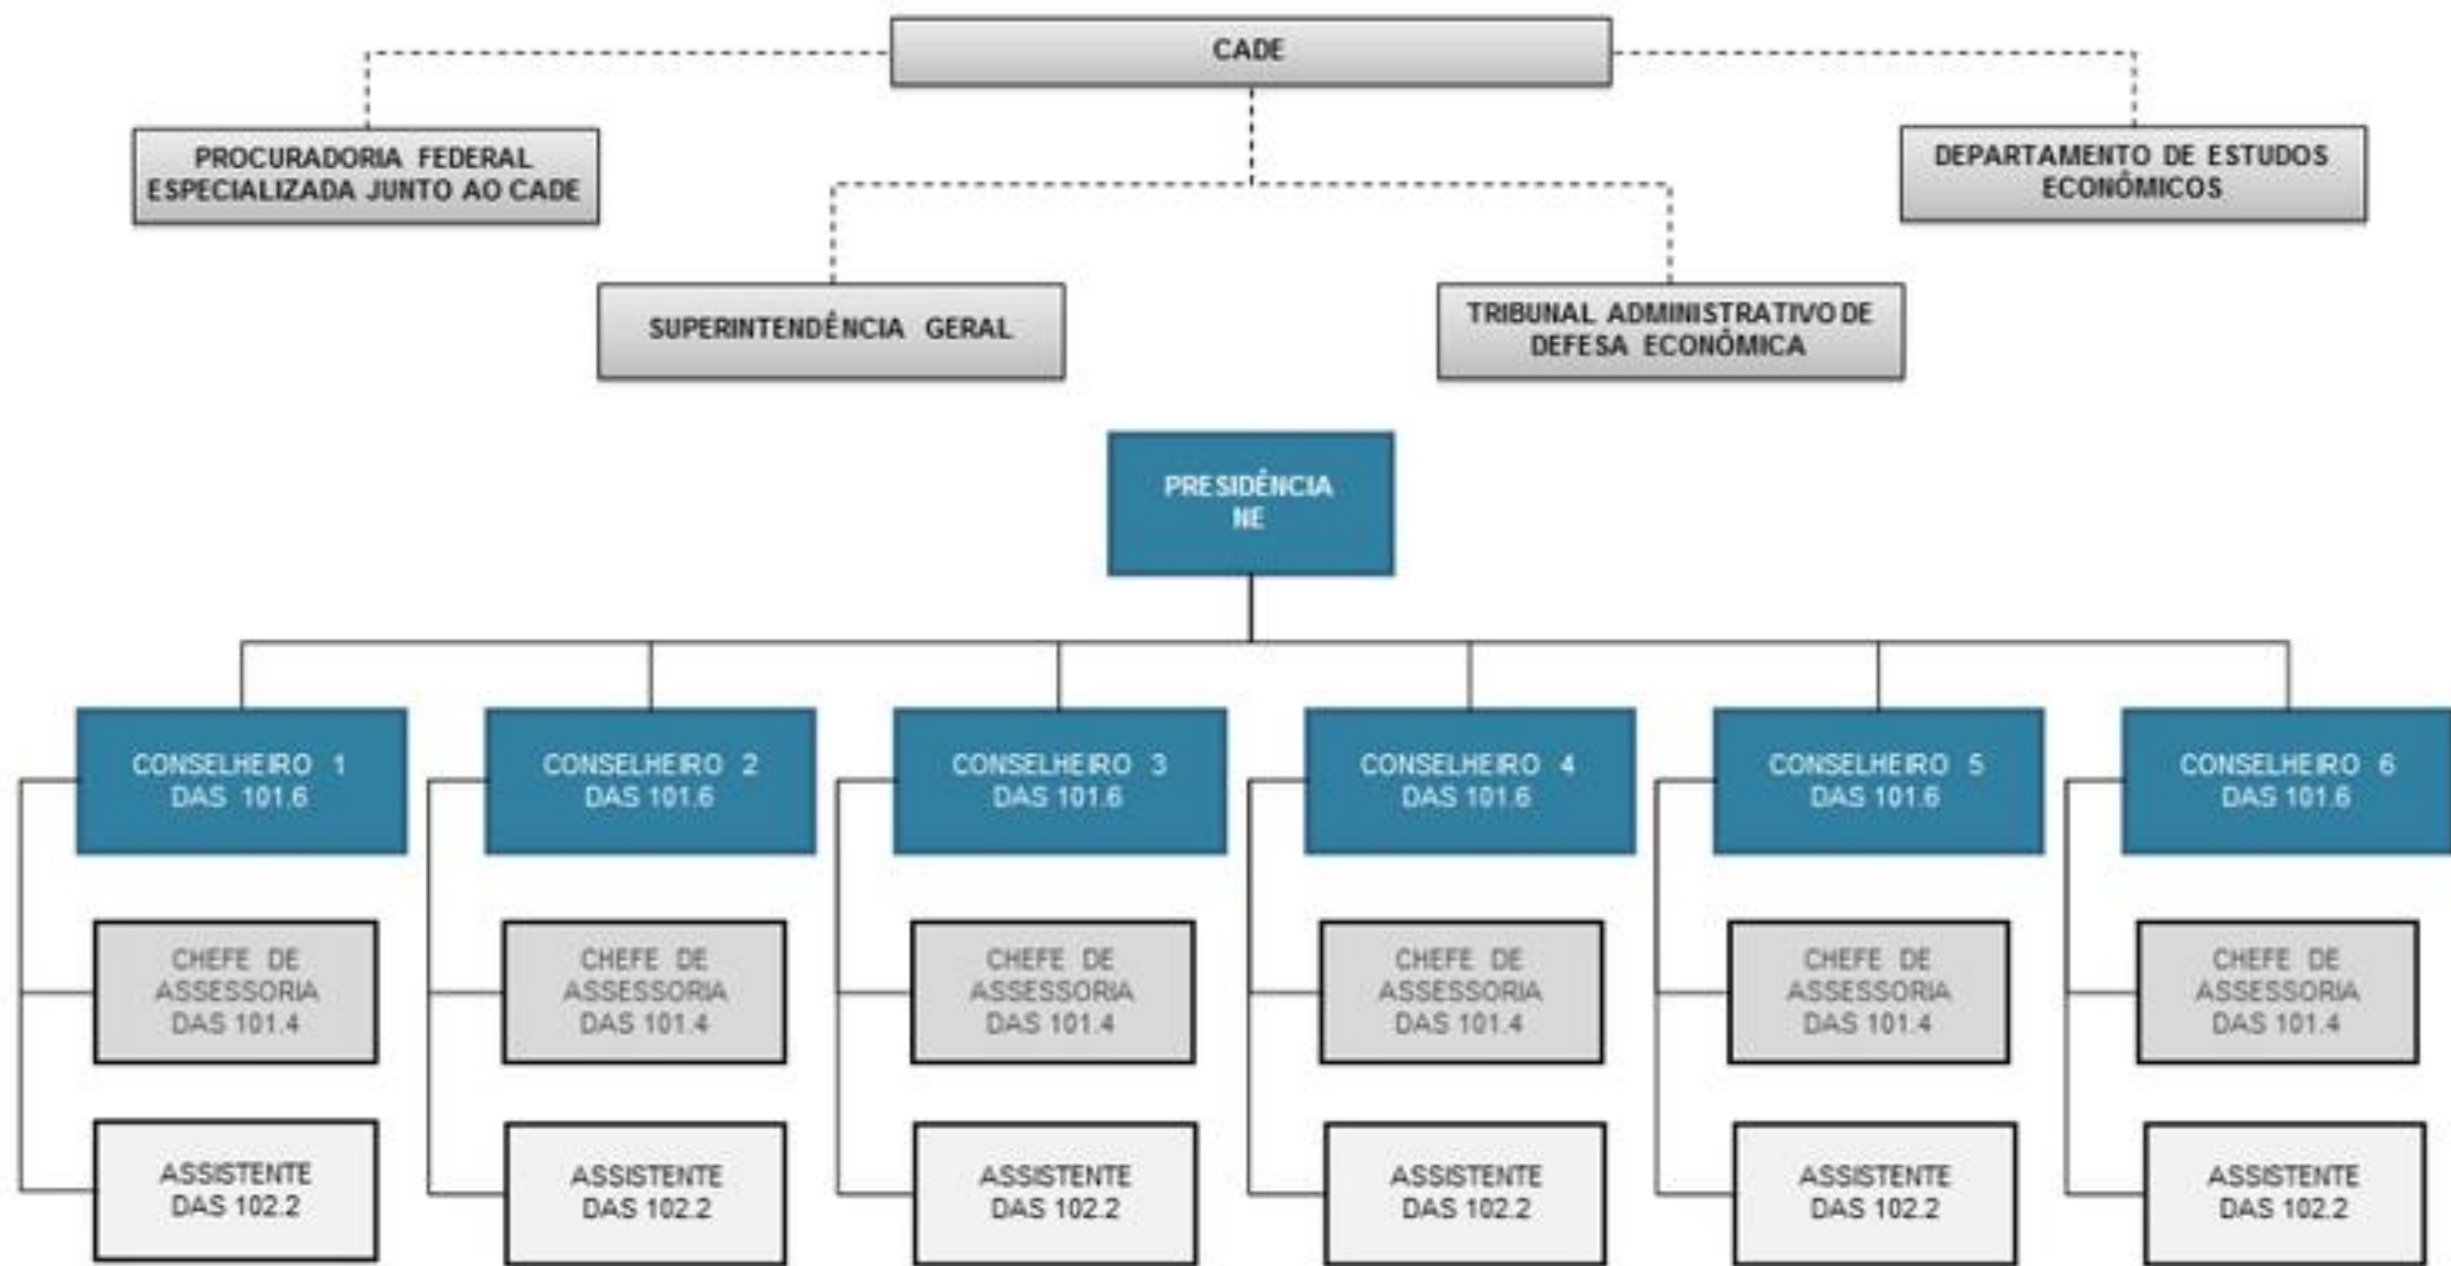 CADE
PROCURADORIA FEDERAL
ESPECIALIZADA JUNTO AO CADE
DEPARTAMENTO DE ESTUDOS
ECONÔMICOS
SUPERINTENDÊNCIA GERAL
TRIBUNAL ADMINISTRATIVO DE
DEFESA ECONÔMICA
PRESIDÊNCIA
NE
CONSELHEIRO 1
DAS 101.6
CONSELHEIRO 2
DAS 101.6
CONSELHEIRO 3
DAS 101.6
CONSELHEIRO 4
DAS 101.6
CONSELHEIRO 5
DAS 101.6
CONSELHEIRO 6
DAS 101.6
CHEFE DE
ASSESSORIA
DAS 101.4
CHEFE DE
ASSESSORIA
DAS 101.4
CHEFE DE
ASSESSORIA
DAS 101.4
CHEFE DE
ASSESSORIA
DAS 101.4
CHEFE DE
ASSESSORIA
DAS 101.4
CHEFE DE
ASSESSORIA
DAS 101.4
ASSISTENTE
DAS 102.2
ASSISTENTE
DAS 102.2
ASSISTENTE
DAS 102.2
ASSISTENTE
DAS 102.2
ASSISTENTE
DAS 102.2
ASSISTENTE
DAS 102.2